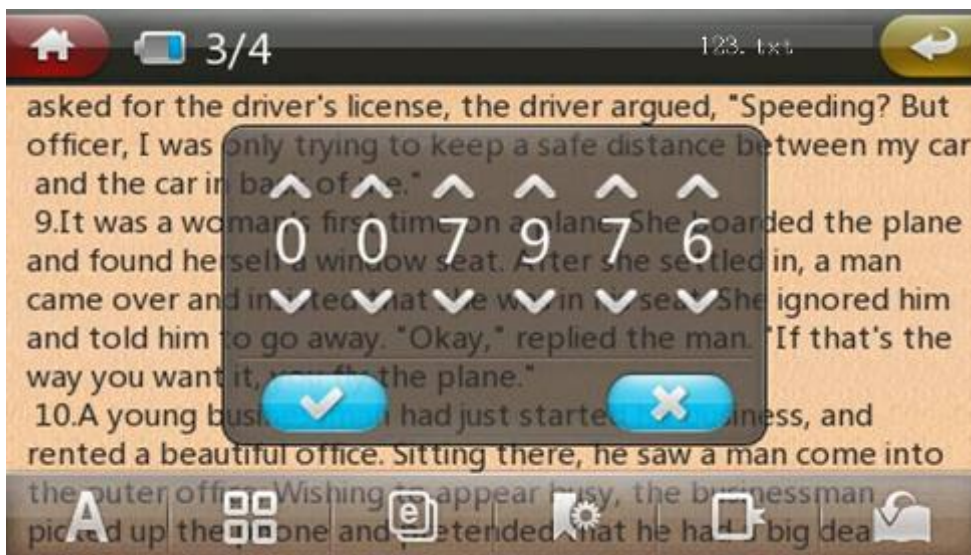 3/4
123. txt
asked for the driver's license, the driver argued, "Speeding? But
officer, I was only trying to keep a safe distance between my car
and the car in back of me."
9.It was a woman's first time on a plane. She boarded the plane
and found herself a window seat. After she settled in, a man
came over and insisted that she was in his seat. She ignored him
and told him to go away. "Okay," replied the man. "If that's the
way you want it, you fly the plane."
10.A young businessman had just started business, and
rented a beautiful office. Sitting there, he saw a man come into
the outer office. Wishing to appear busy, the businessman
picked up the phone and pretended that he had a big dea
0 0 7 9 7 6
A
e